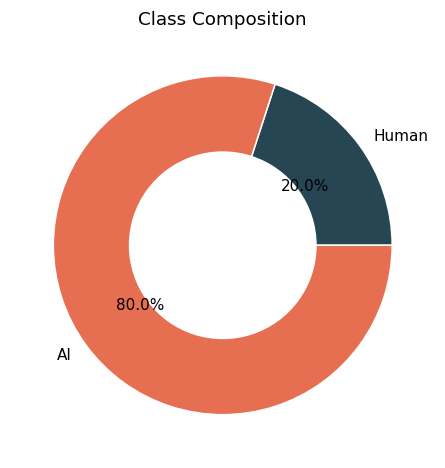 Class Composition
Human
20.0%
80.0%
AI